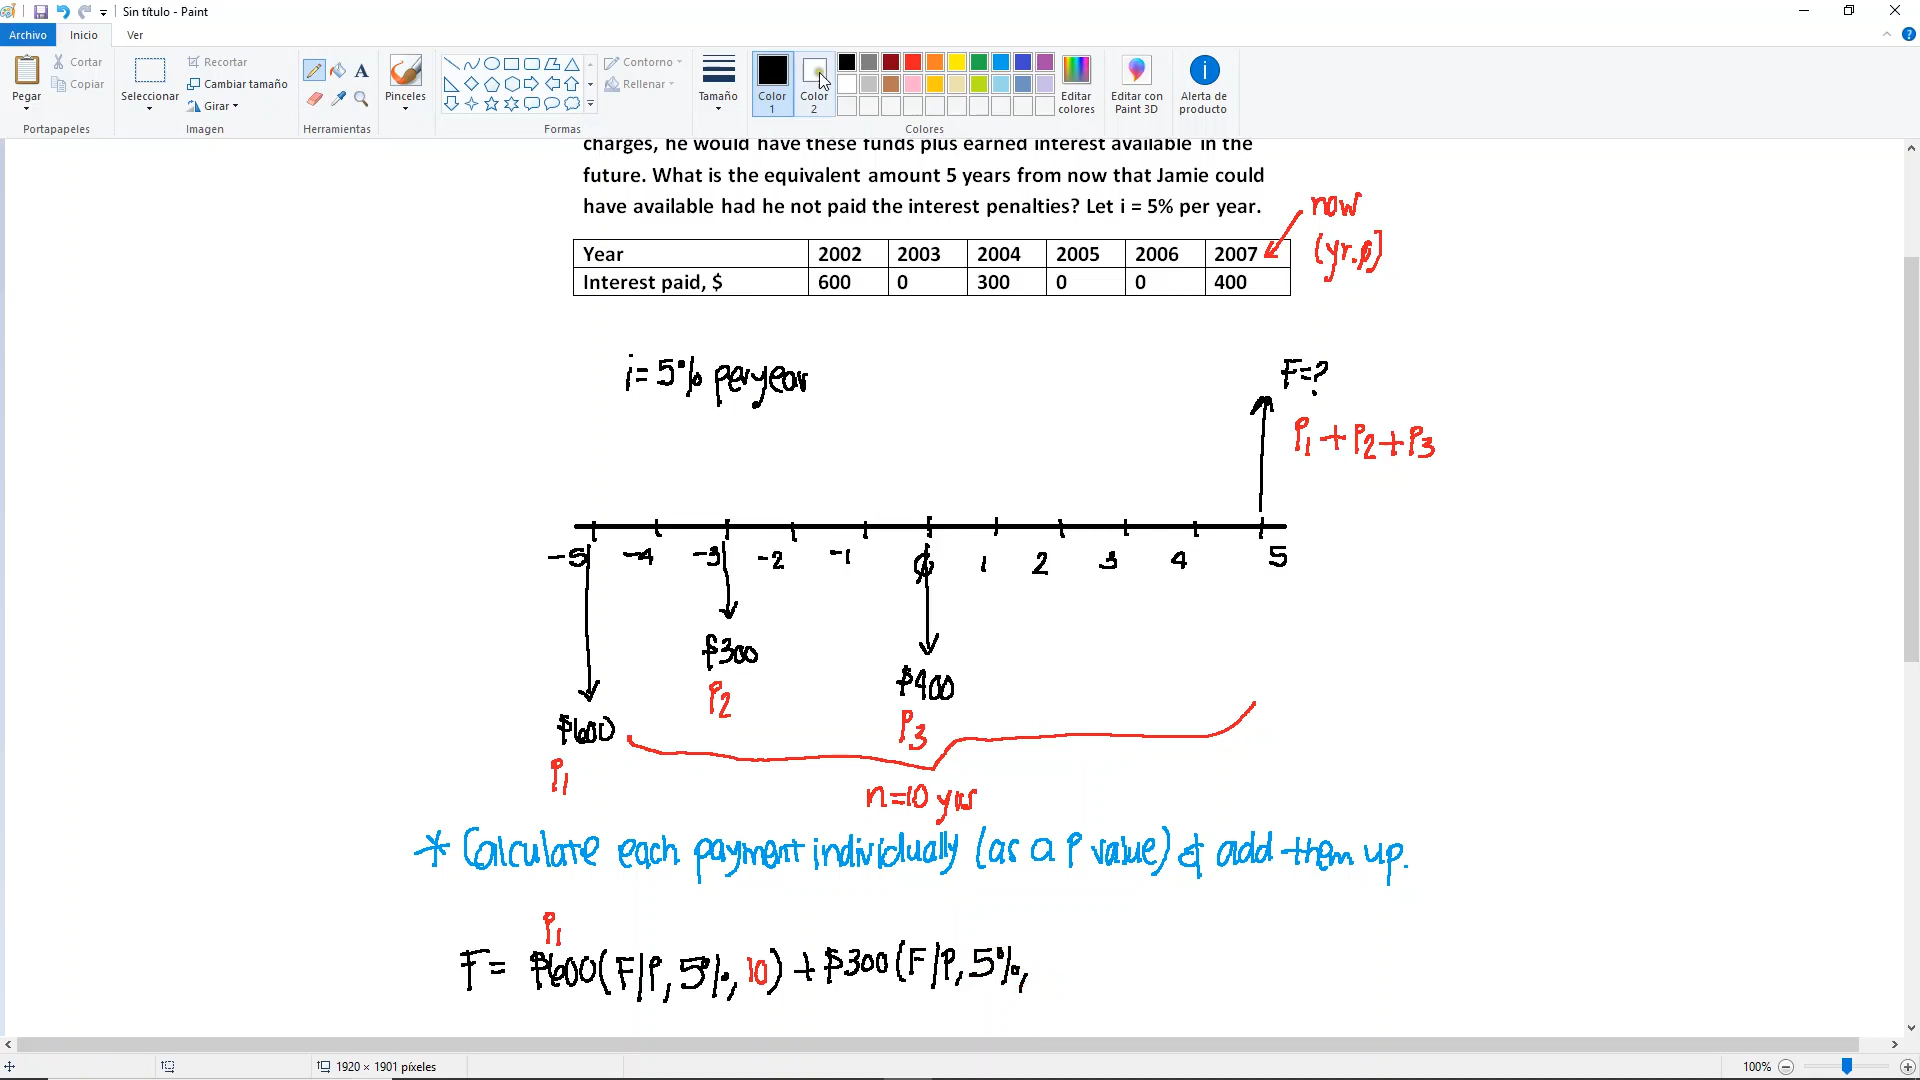 Sin título - Paint
Archivo Inicio Ver
Pegar Cortar Copiar Portapapeles
Seleccionar Recortar Cambiar tamaño Girar Imagen
A Herramientas
Pinceles
Contorno Rellenar Formas
Tamaño
Color 1 Color 2 Colores
Editar colores
Editar con Paint 3D
Alerta de producto
charges, he would have these funds plus earned interest available in the
future. What is the equivalent amount 5 years from now that Jamie could
have available had he not paid the interest penalties? Let i = 5% per year.
now
(yr.0)
Year 2002 2003 2004 2005 2006 2007
Interest paid, $ 600 0 300 0 0 400
i= 5% per year
F=?
P1 + P2 + P3
-5 -4 -3 -2 -1 0 1 2 3 4 5
$300
P2
$400
P3
$600
P1
n=10 yrs
* Calculate each payment individually (as a P value) & add them up.
P1
F = $600(F/P, 5%, 10) + $300(F/P, 5%,
1920 × 1901 píxeles
100%